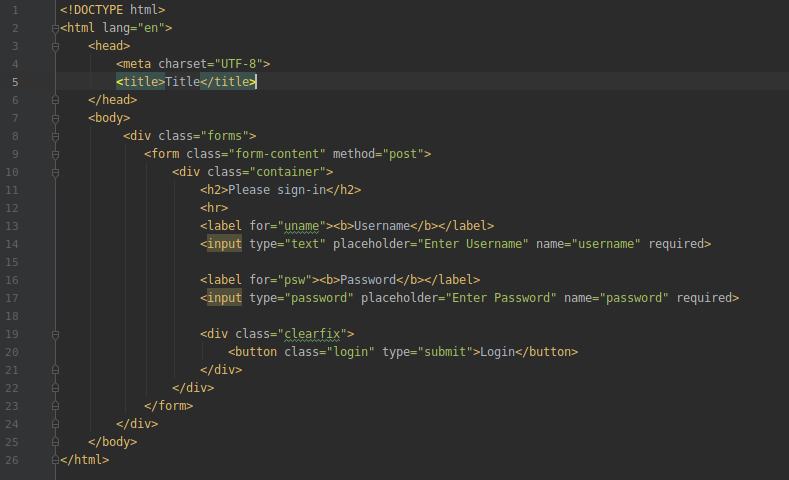 1 <!DOCTYPE html>
2 <html lang="en">
3     <head>
4         <meta charset="UTF-8">
5         <title>Title</title>
6     </head>
7     <body>
8          <div class="forms">
9             <form class="form-content" method="post">
10                <div class="container">
11                    <h2>Please sign-in</h2>
12                    <hr>
13                    <label for="uname"><b>Username</b></label>
14                    <input type="text" placeholder="Enter Username" name="username" required>
15
16                    <label for="psw"><b>Password</b></label>
17                    <input type="password" placeholder="Enter Password" name="password" required>
18
19                    <div class="clearfix">
20                        <button class="login" type="submit">Login</button>
21                    </div>
22                </div>
23            </form>
24         </div>
25    </body>
26 </html>